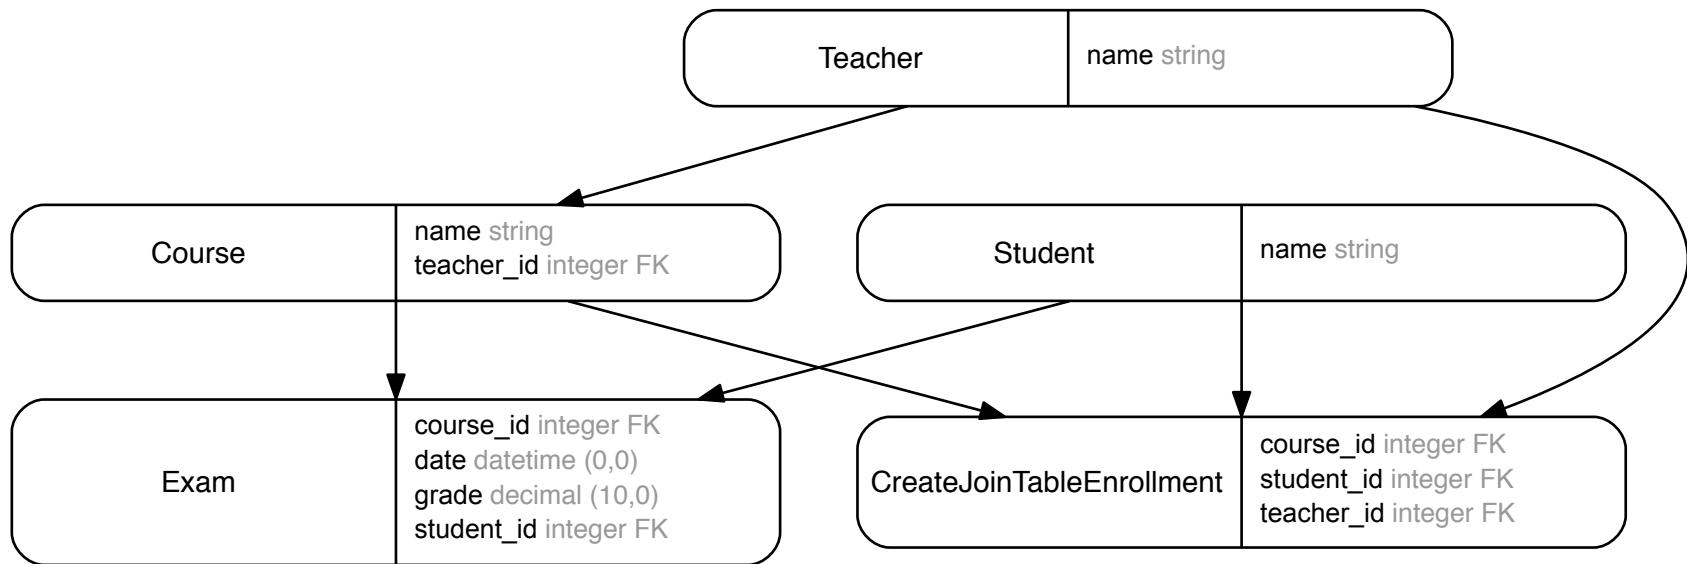 Teacher
name string
Course
name string
teacher_id integer FK
Student
name string
Exam
course_id integer FK
date datetime (0,0)
grade decimal (10,0)
student_id integer FK
CreateJoinTableEnrollment
course_id integer FK
student_id integer FK
teacher_id integer FK